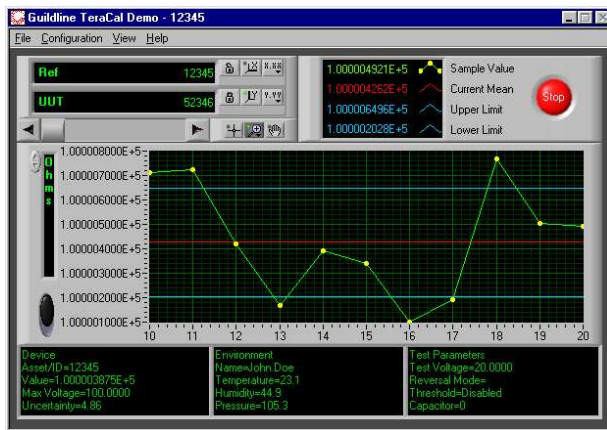 Guildline TeraCal Demo - 12345
File Configuration View Help
Ref 12345
UUT 52346
1.000004921E+5 Sample Value
1.000004262E+5 Current Mean
1.000006496E+5 Upper Limit
1.000002028E+5 Lower Limit
Stop
Ohms
1.000008000E+5
1.000007000E+5
1.000006000E+5
1.000005000E+5
1.000004000E+5
1.000003000E+5
1.000002000E+5
1.000001000E+5
10 11 12 13 14 15 16 17 18 19 20
Device
Asset/ID=12345
Value=1.000003875E+5
Max Voltage=100.0000
Uncertainty=4.86
Environment
Name=John Doe
Temperature=23.1
Humidity=44.9
Pressure=105.3
Test Parameters
Test Voltage=20.0000
Reversal Mode=
Threshold=Disabled
Capacitor=0